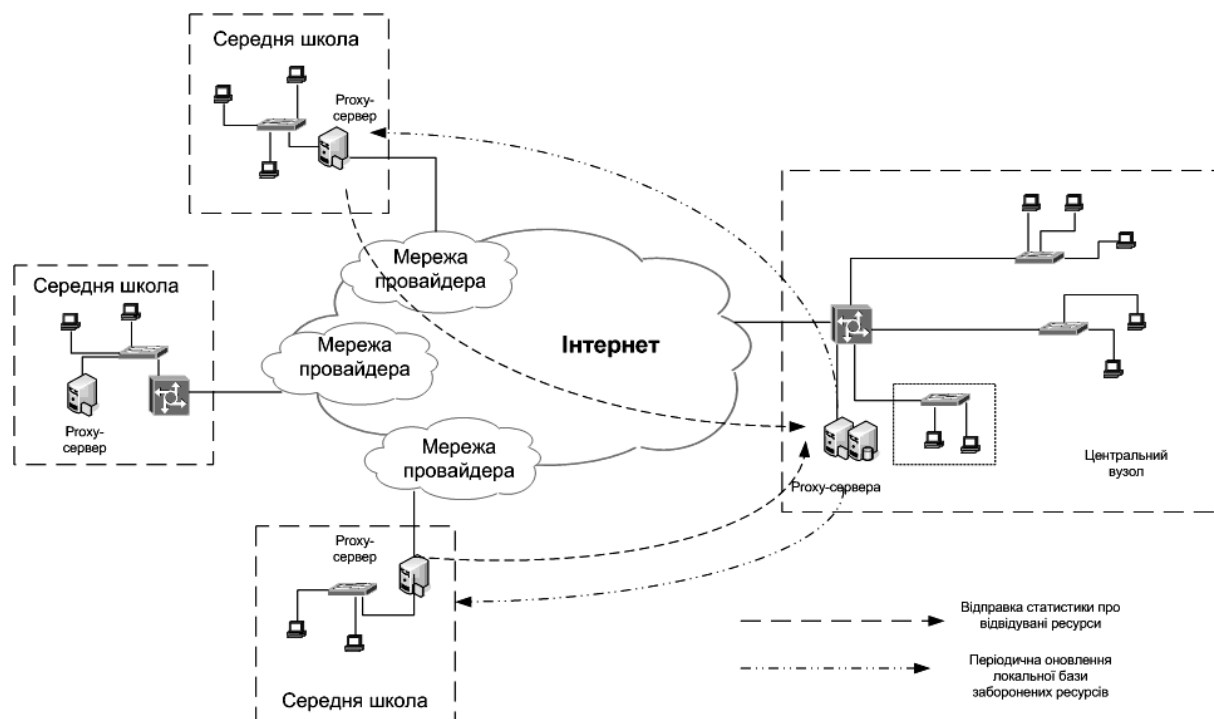 Середня школа
Proxy-
сервер
Мережа
провайдера
Середня школа
Proxy-
сервер
Мережа
провайдера
Інтернет
Мережа
провайдера
Proxy-сервера
Центральний
вузол
Proxy-
сервер
Середня школа
Відправка статистики про
відвідувані ресурси
Періодична оновлення
локальної бази
заборонених ресурсів